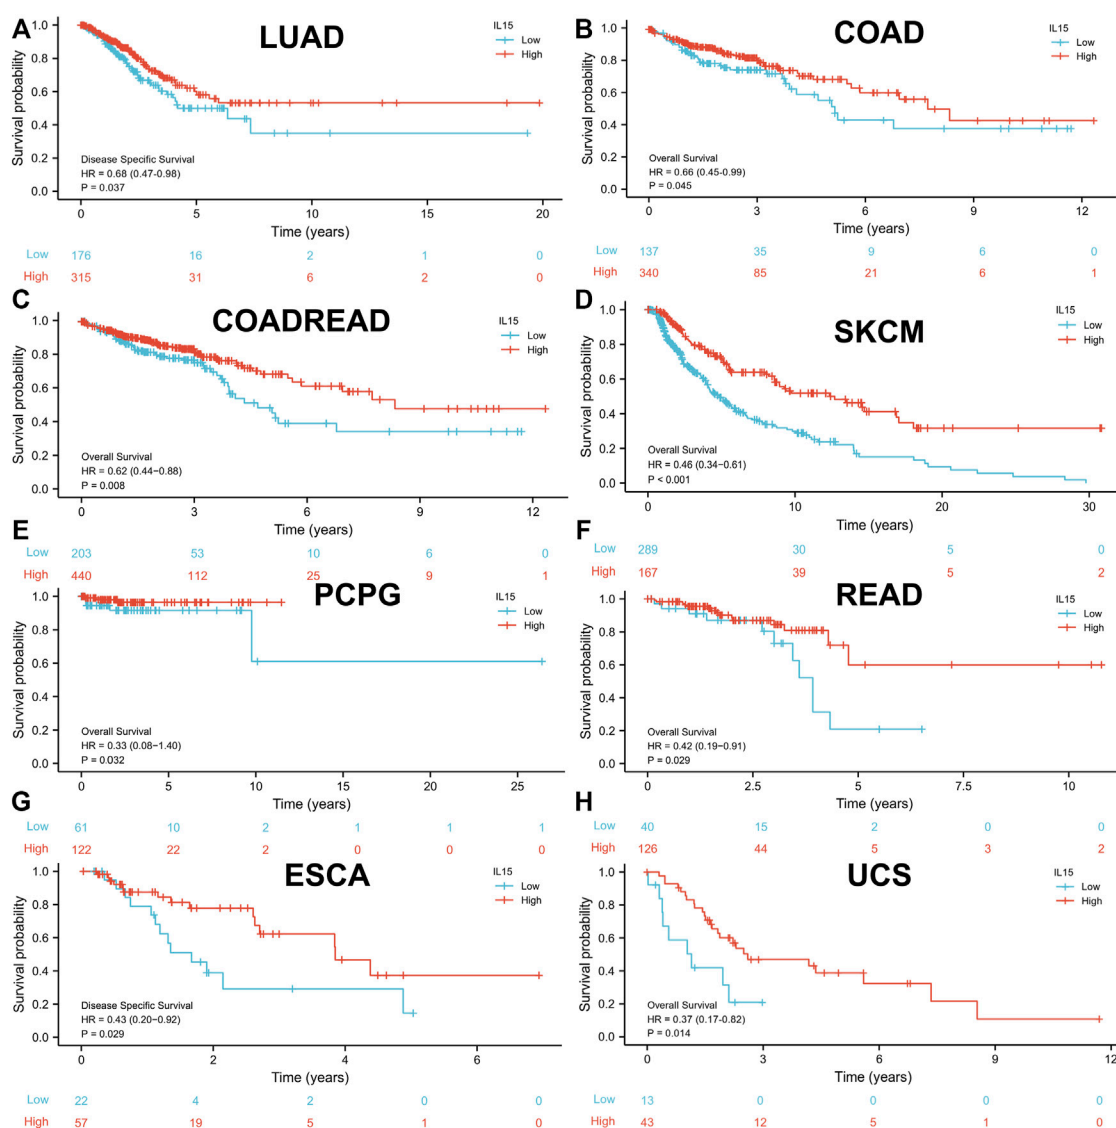 A
LUAD
IL15
Low
High
Survival probability
1.0
0.8
0.6
0.4
0.2
0.0
Disease Specific Survival
HR = 0.68 (0.47-0.98)
P = 0.037
0 5 10 15 20
Time (years)
Low 176 16 2 1 0
High 315 31 6 2 0
B
COAD
IL15
Low
High
Survival probability
1.0
0.8
0.6
0.4
0.2
0.0
Overall Survival
HR = 0.66 (0.45-0.99)
P = 0.045
0 3 6 9 12
Time (years)
Low 137 35 9 6 0
High 340 85 21 6 1
C
COADREAD
IL15
Low
High
Survival probability
1.0
0.8
0.6
0.4
0.2
0.0
Overall Survival
HR = 0.62 (0.44−0.88)
P = 0.008
0 3 6 9 12
Time (years)
Low 203 53 10 6 0
High 440 112 25 9 1
D
SKCM
IL15
Low
High
Survival probability
1.0
0.8
0.6
0.4
0.2
0.0
Overall Survival
HR = 0.46 (0.34−0.61)
P < 0.001
0 10 20 30
Time (years)
Low 289 30 5 0
High 167 39 5 2
E
PCPG
IL15
Low
High
Survival probability
1.0
0.8
0.6
0.4
0.2
0.0
Overall Survival
HR = 0.33 (0.08−1.40)
P = 0.032
0 5 10 15 20 25
Time (years)
Low 61 10 2 1 1 1
High 122 22 2 0 0 0
F
READ
IL15
Low
High
Survival probability
1.0
0.8
0.6
0.4
0.2
0.0
Overall Survival
HR = 0.42 (0.19−0.91)
P = 0.029
0 2.5 5 7.5 10
Time (years)
Low 40 15 2 0 0
High 126 44 5 3 2
G
ESCA
IL15
Low
High
Survival probability
1.0
0.8
0.6
0.4
0.2
0.0
Disease Specific Survival
HR = 0.43 (0.20−0.92)
P = 0.029
0 2 4 6
Time (years)
Low 22 4 2 0 0
High 57 19 5 1 0
H
UCS
IL15
Low
High
Survival probability
1.0
0.8
0.6
0.4
0.2
0.0
Overall Survival
HR = 0.37 (0.17-0.82)
P = 0.014
0 3 6 9 12
Time (years)
Low 13 0 0 0 0
High 43 12 5 1 0